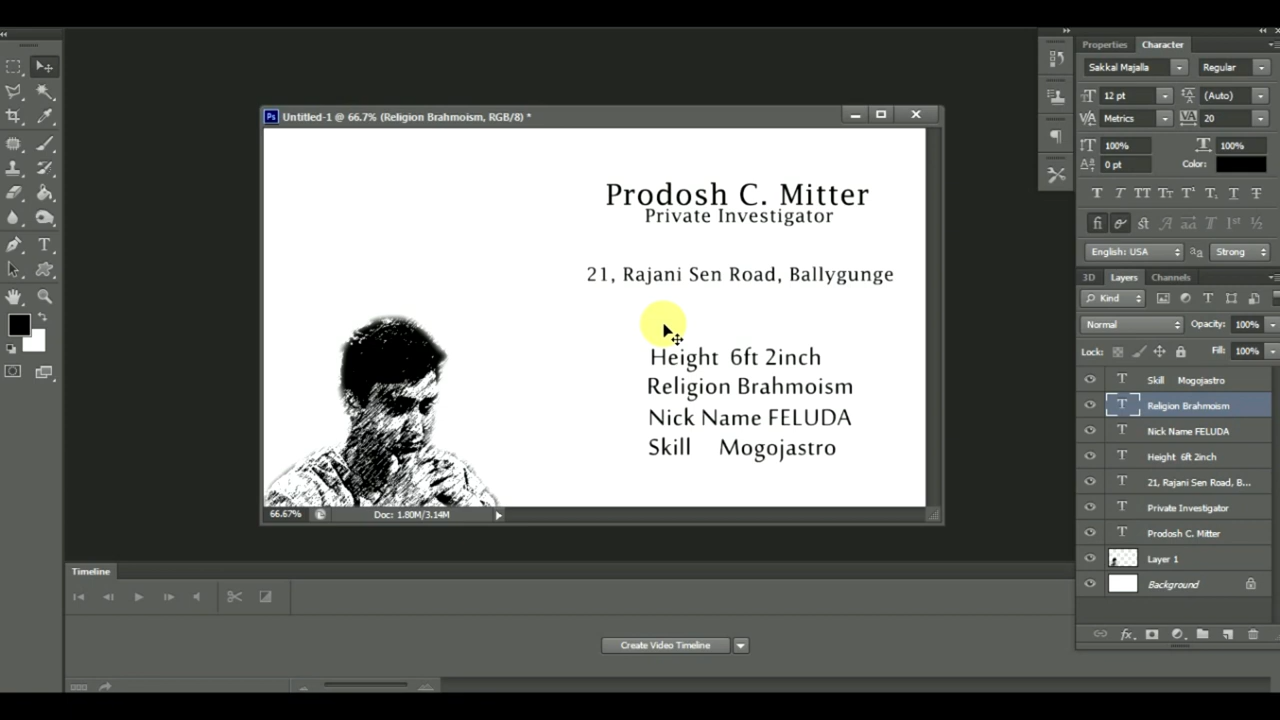 Untitled-1 @ 66.7% (Religion Brahmoism, RGB/8) *
Prodosh C. Mitter
Private Investigator
21, Rajani Sen Road, Ballygunge
Height 6ft 2inch
Religion Brahmoism
Nick Name FELUDA
Skill Mogojastro
66.67%
Doc: 1.80M/3.14M
Timeline
Create Video Timeline
Properties
Character
Sakkal Majalla
Regular
12 pt
(Auto)
Metrics
20
100%
100%
0 pt
Color:
English: USA
Strong
3D
Layers
Channels
Kind
Normal
Opacity: 100%
Lock:
Fill: 100%
Skill Mogojastro
Religion Brahmoism
Nick Name FELUDA
Height 6ft 2inch
21, Rajani Sen Road, B...
Private Investigator
Prodosh C. Mitter
Layer 1
Background